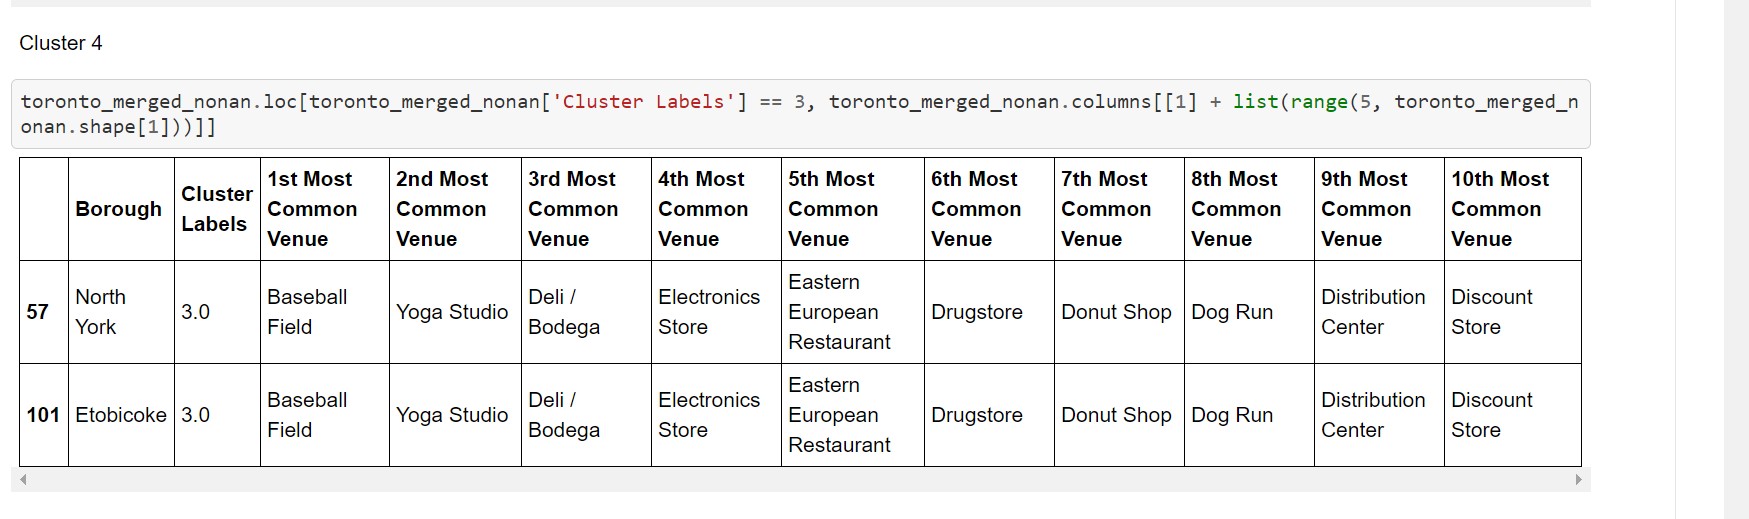 Cluster 4
toronto_merged_nonan.loc[toronto_merged_nonan['Cluster Labels'] == 3, toronto_merged_nonan.columns[[1] + list(range(5, toronto_merged_n
onan.shape[1]))]]
Borough Cluster Labels 1st Most Common Venue 2nd Most Common Venue 3rd Most Common Venue 4th Most Common Venue 5th Most Common Venue 6th Most Common Venue 7th Most Common Venue 8th Most Common Venue 9th Most Common Venue 10th Most Common Venue
57 North York 3.0 Baseball Field Yoga Studio Deli / Bodega Electronics Store Eastern European Restaurant Drugstore Donut Shop Dog Run Distribution Center Discount Store
101 Etobicoke 3.0 Baseball Field Yoga Studio Deli / Bodega Electronics Store Eastern European Restaurant Drugstore Donut Shop Dog Run Distribution Center Discount Store